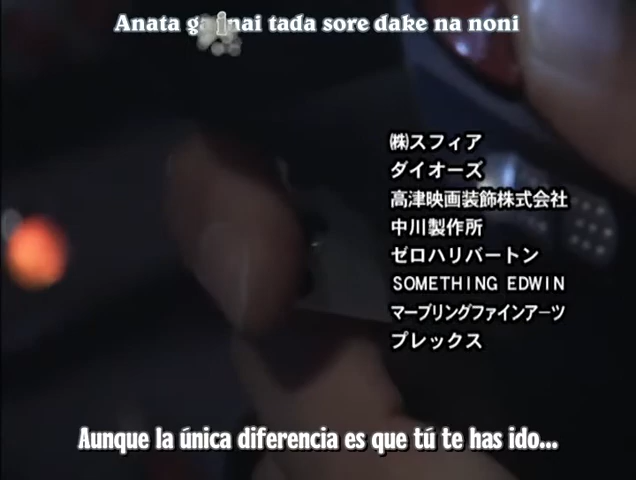 Anata ga inai tada sore dake na noni
㈱スフィア
ダイオーズ
高津映画装飾株式会社
中川製作所
ゼロハリバートン
SOMETHING EDWIN
マーブリングファインアーツ
プレックス
Aunque la única diferencia es que tú te has ido...